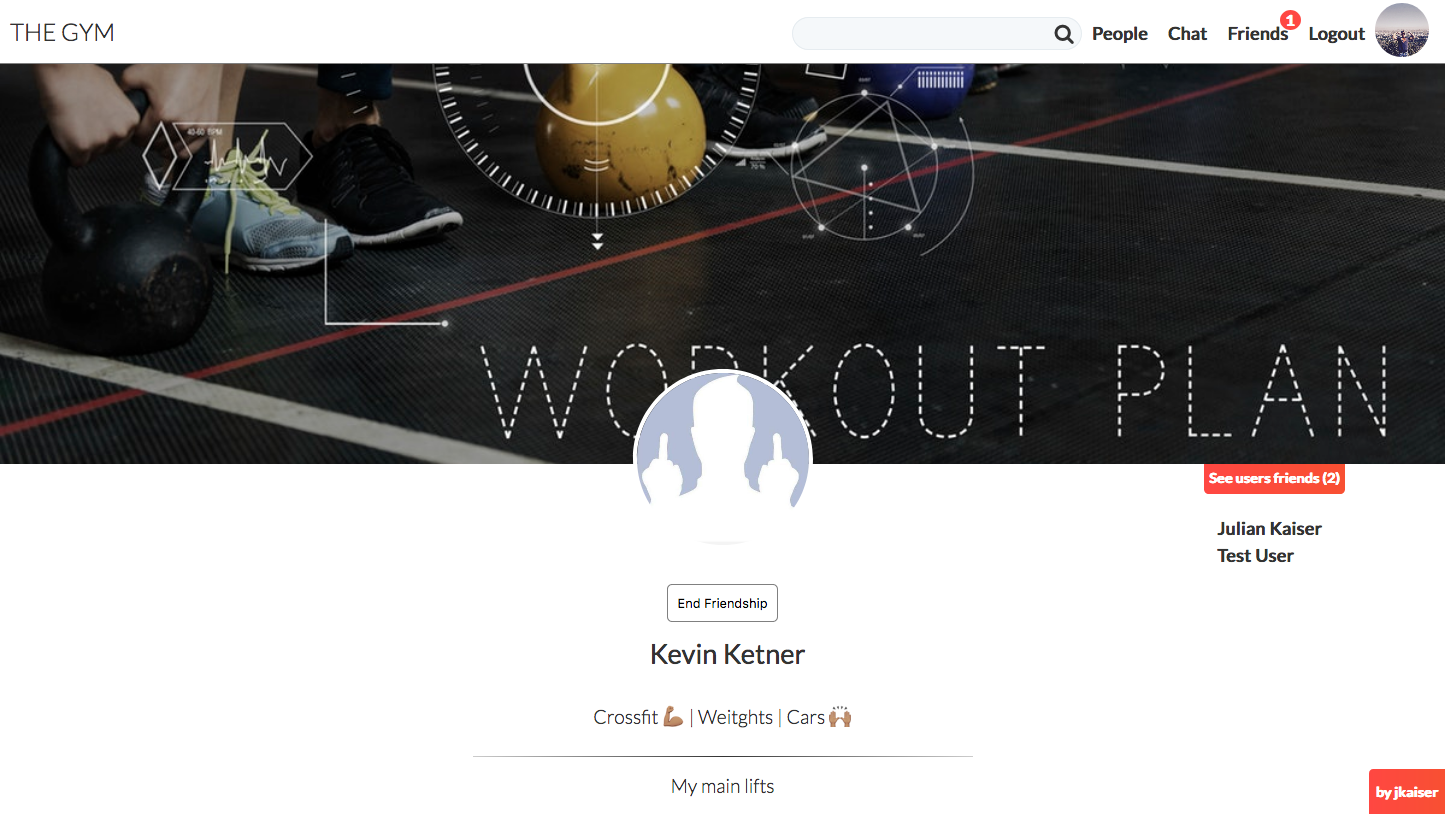 THE GYM
People Chat Friends 1 Logout
40-60 BPM
WORKOUT PLAN
See users friends (2)
Julian Kaiser
Test User
End Friendship
Kevin Ketner
Crossfit 💪🏽 | Weitghts | Cars 🙌🏽
My main lifts
by jkaiser